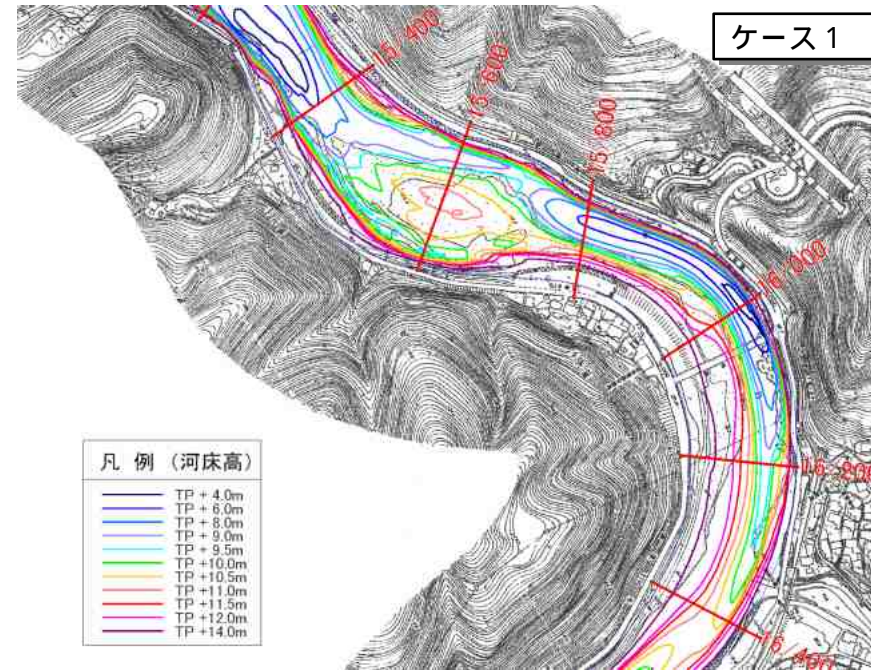 ケース1
15 400
15 600
15 800
16 000
16 200
16 400
凡 例 (河床高)
TP + 4.0m
TP + 6.0m
TP + 8.0m
TP + 9.0m
TP + 9.5m
TP +10.0m
TP +10.5m
TP +11.0m
TP +11.5m
TP +12.0m
TP +14.0m